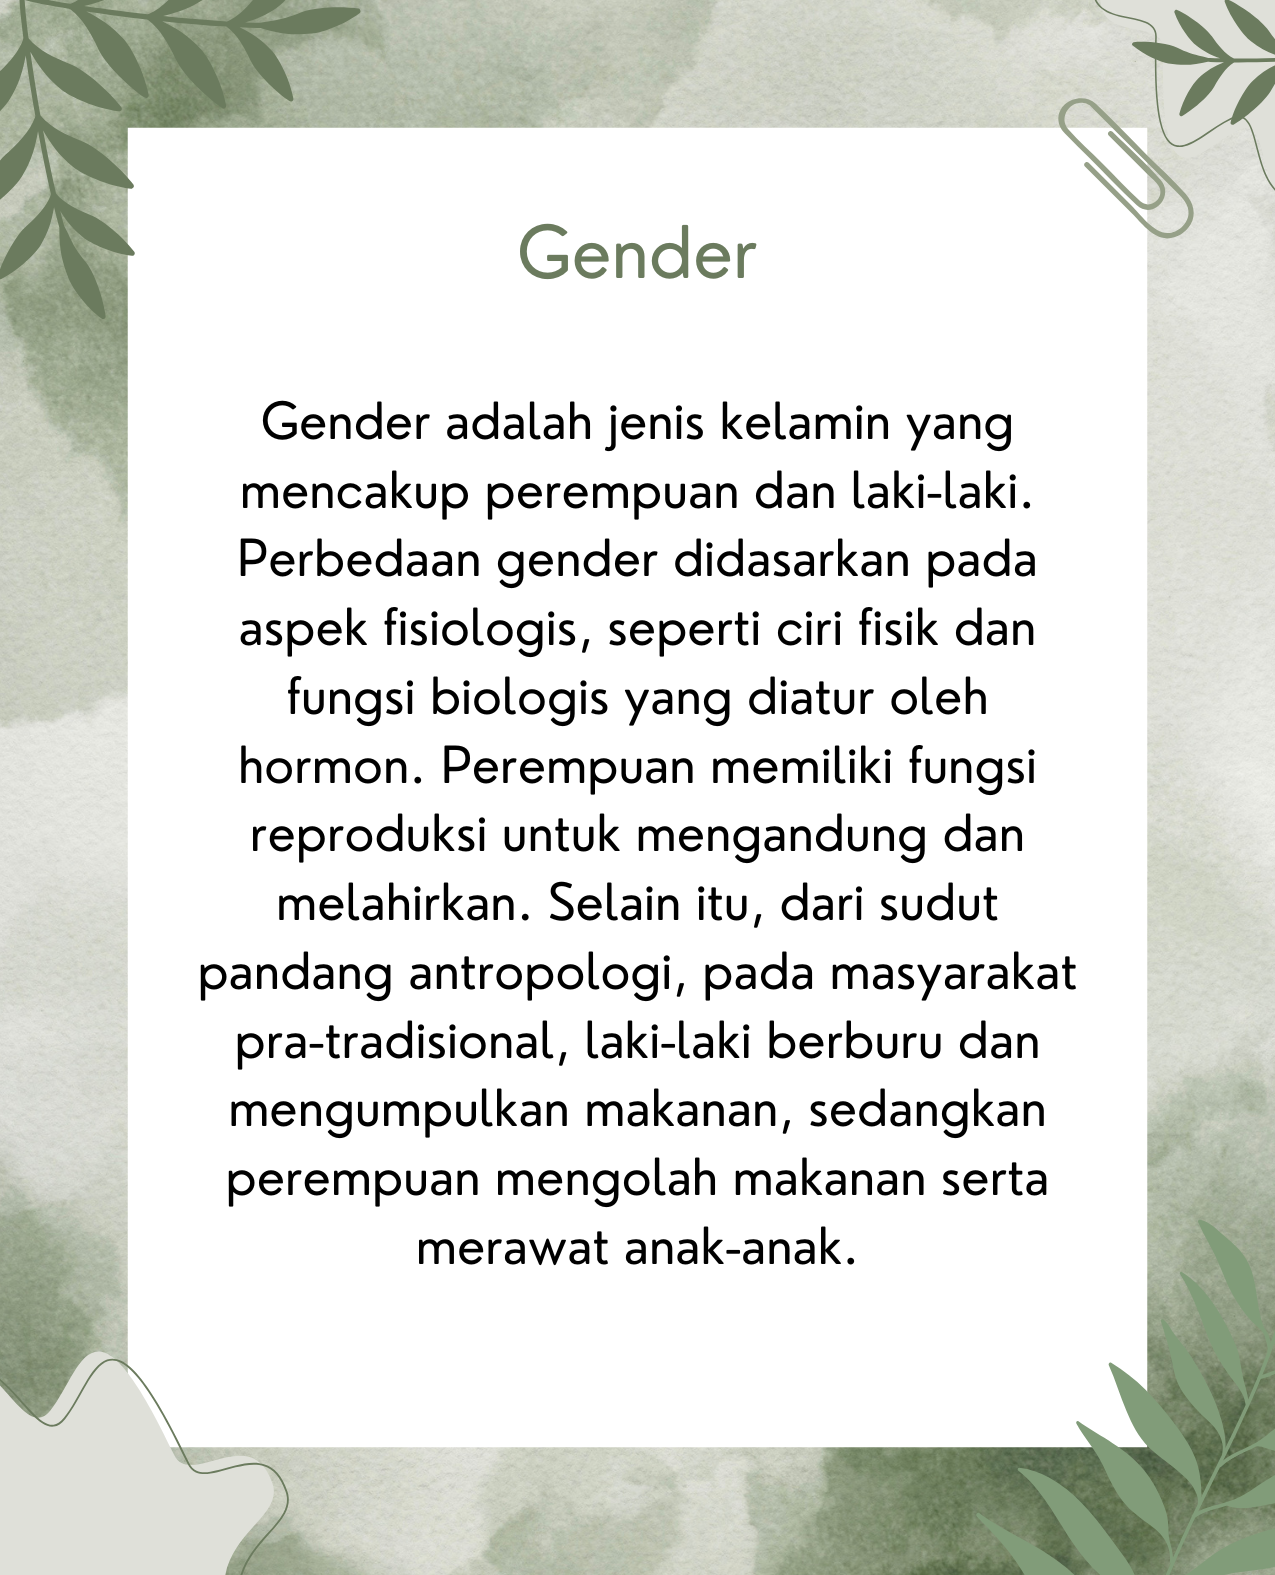 Gender
Gender adalah jenis kelamin yang
mencakup perempuan dan laki-laki.
Perbedaan gender didasarkan pada
aspek fisiologis, seperti ciri fisik dan
fungsi biologis yang diatur oleh
hormon. Perempuan memiliki fungsi
reproduksi untuk mengandung dan
melahirkan. Selain itu, dari sudut
pandang antropologi, pada masyarakat
pra-tradisional, laki-laki berburu dan
mengumpulkan makanan, sedangkan
perempuan mengolah makanan serta
merawat anak-anak.